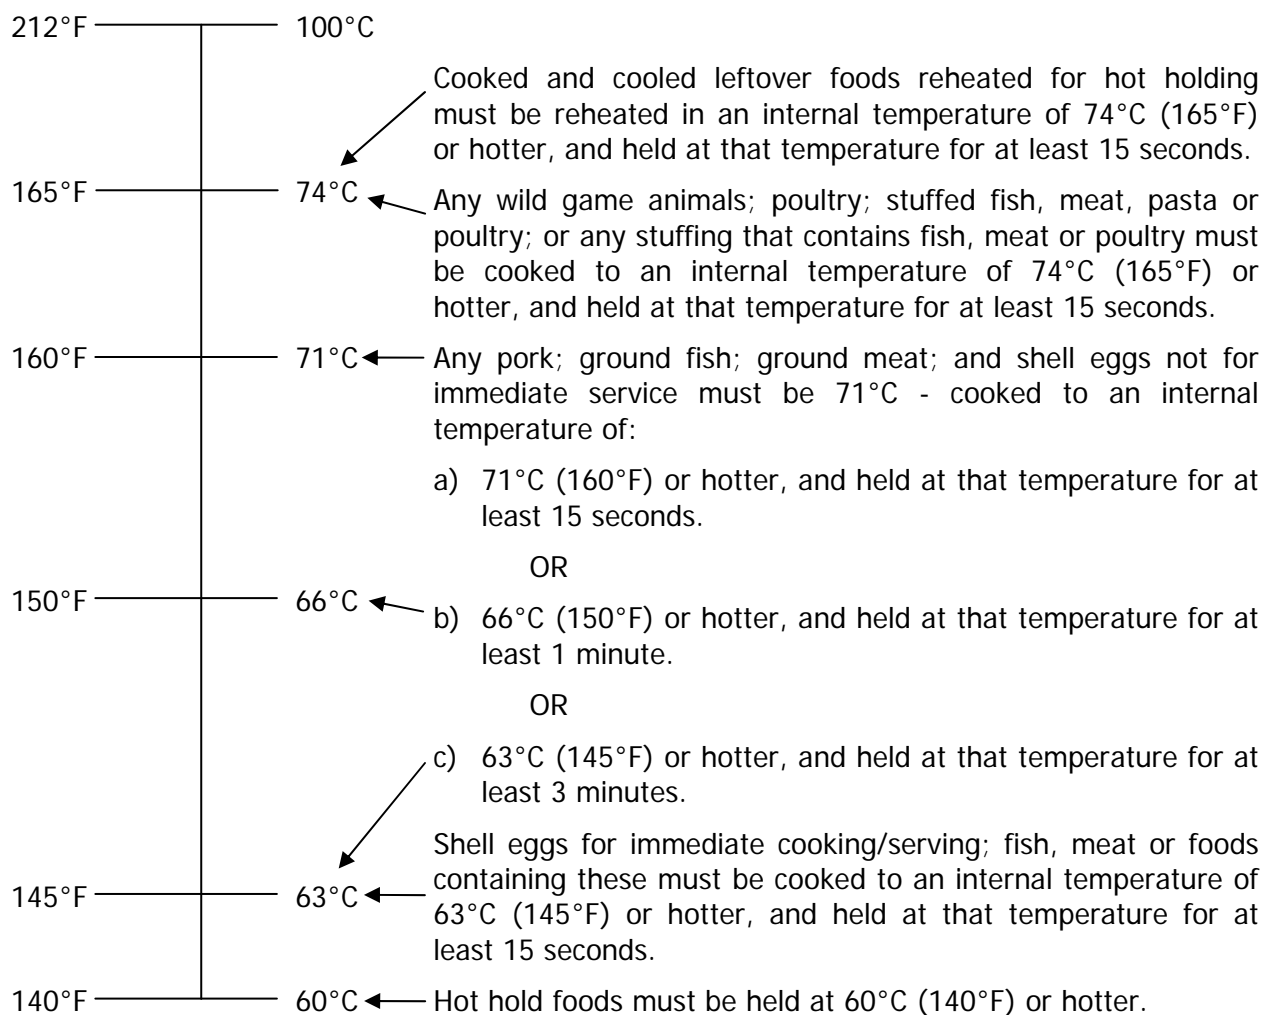 212°F 100°C
Cooked and cooled leftover foods reheated for hot holding
must be reheated in an internal temperature of 74°C (165°F)
or hotter, and held at that temperature for at least 15 seconds.
165°F 74°C
Any wild game animals; poultry; stuffed fish, meat, pasta or
poultry; or any stuffing that contains fish, meat or poultry must
be cooked to an internal temperature of 74°C (165°F) or
hotter, and held at that temperature for at least 15 seconds.
160°F 71°C Any pork; ground fish; ground meat; and shell eggs not for
immediate service must be 71°C - cooked to an internal
temperature of:
a) 71°C (160°F) or hotter, and held at that temperature for at
least 15 seconds.
OR
150°F 66°C
b) 66°C (150°F) or hotter, and held at that temperature for at
least 1 minute.
OR
c) 63°C (145°F) or hotter, and held at that temperature for at
least 3 minutes.
Shell eggs for immediate cooking/serving; fish, meat or foods
145°F 63°C containing these must be cooked to an internal temperature of
63°C (145°F) or hotter, and held at that temperature for at
least 15 seconds.
140°F 60°C Hot hold foods must be held at 60°C (140°F) or hotter.